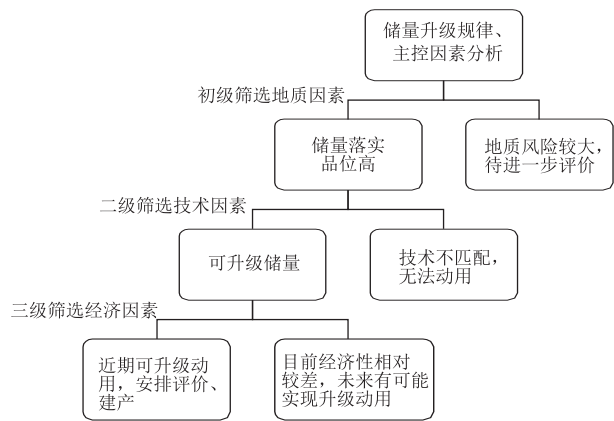 储量升级规律、
主控因素分析
初级筛选地质因素
储量落实
品位高
地质风险较大，
待进一步评价
二级筛选技术因素
可升级储量
技术不匹配，
无法动用
三级筛选经济因素
近期可升级动
用，安排评价、
建产
目前经济性相对
较差，未来有可能
实现升级动用